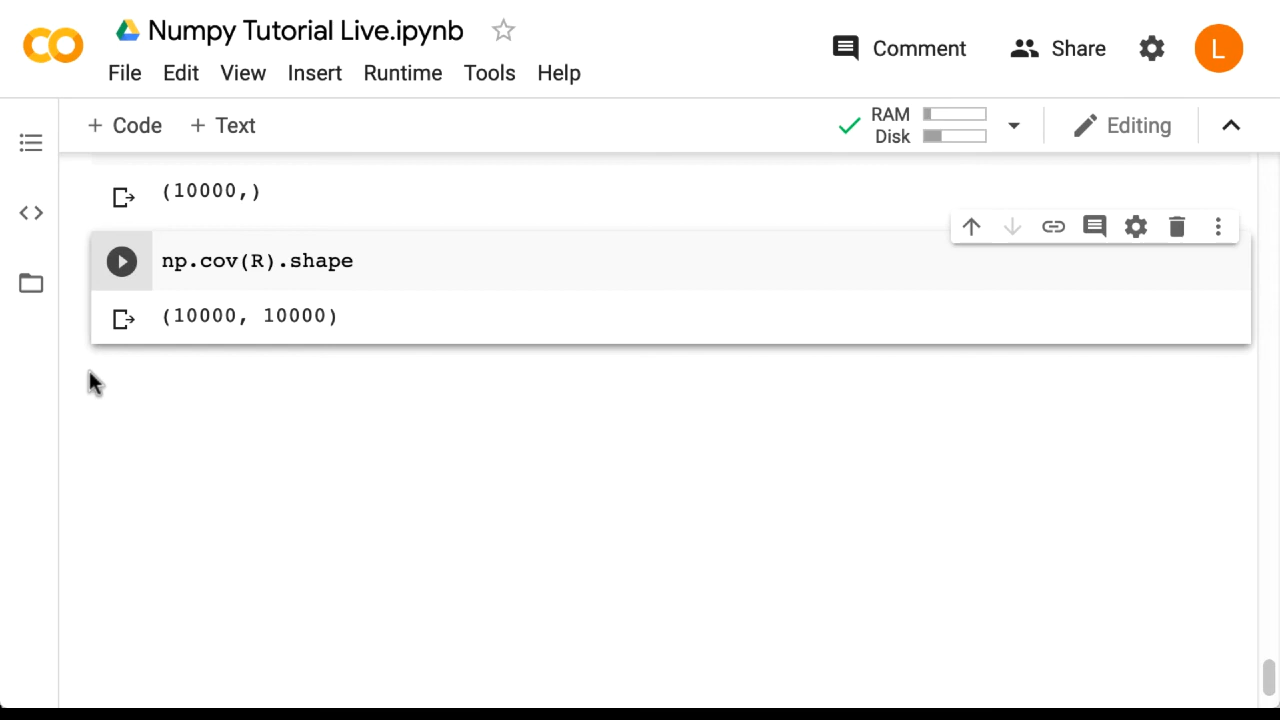 Numpy Tutorial Live.ipynb
File Edit View Insert Runtime Tools Help
Comment Share L
+ Code + Text
RAM
Disk
Editing
(10000,)
np.cov(R).shape
(10000, 10000)